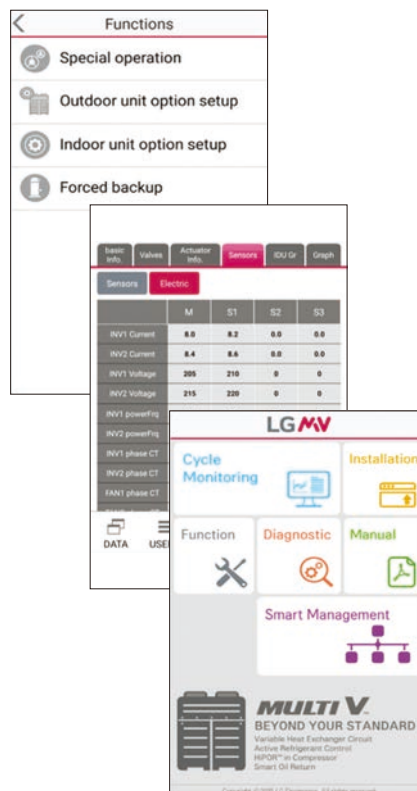 Functions
Special operation
Outdoor unit option setup
Indoor unit option setup
Forced backup
basic Info. Valves Actuator Info. Sensors IDU Gr Graph
Sensors Electric
M S1 S2 S3
INV1 Current 8.0 8.2 0.0 0.0
INV2 Current 8.4 8.6 0.0 0.0
INV1 Voltage 205 210 0 0
INV2 Voltage 215 220 0 0
INV1 powerFrq
INV2 powerFrq
INV1 phase CT
INV2 phase CT
FAN1 phase CT
DATA USE
LG MV
Cycle Monitoring
Installation
Function
Diagnostic
Manual
Smart Management
MULTI V
BEYOND YOUR STANDARD
Variable Heat Exchanger Circuit
Active Refrigerant Control
HiPOR™ in Compressor
Smart Oil Return